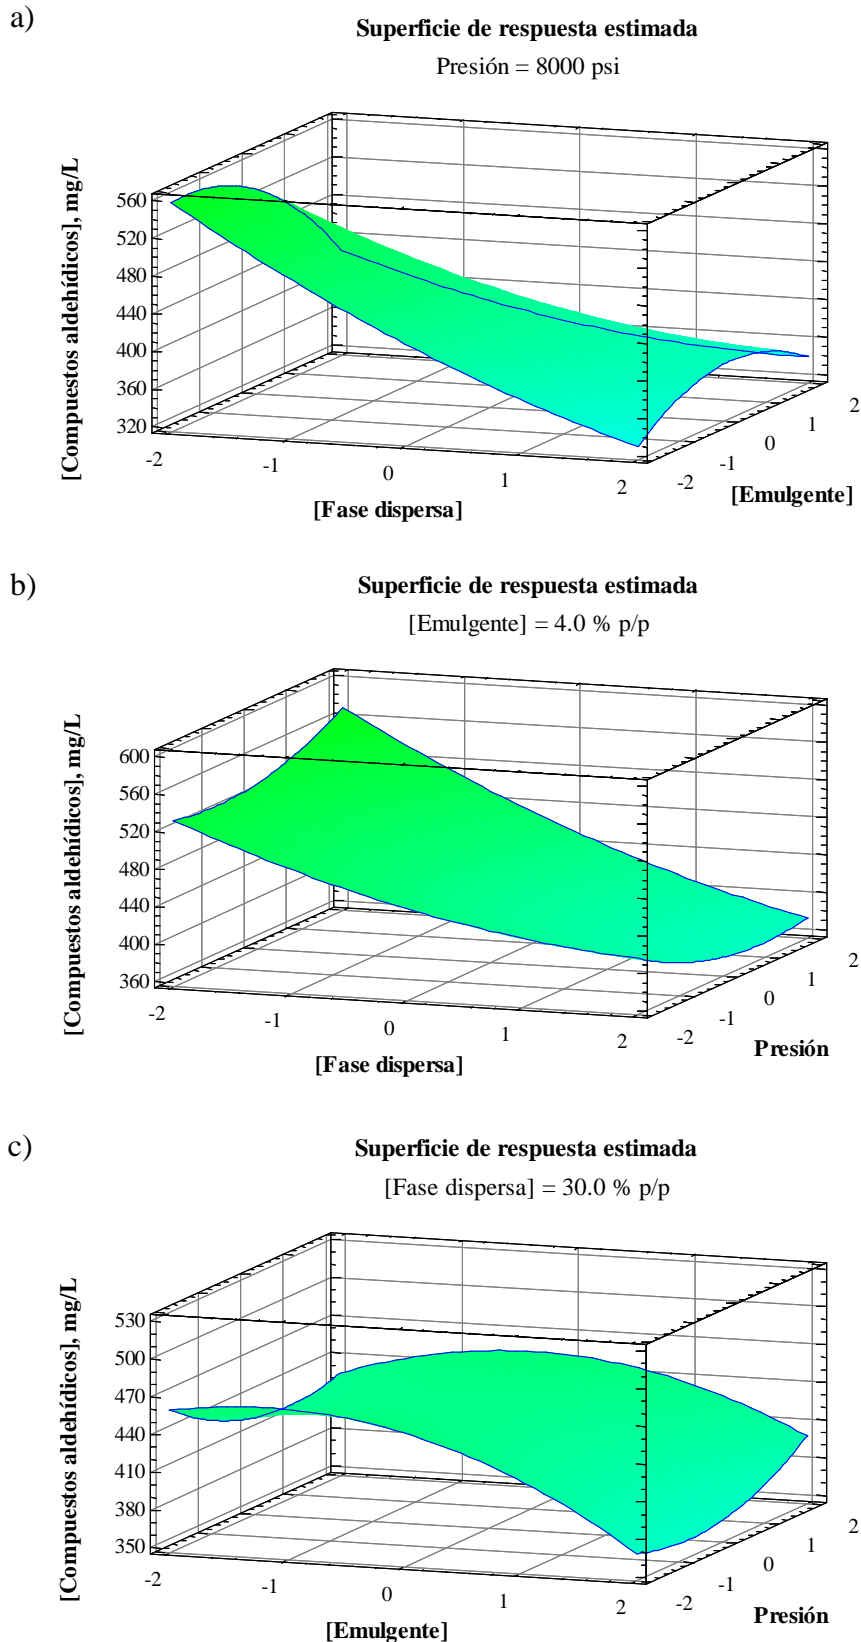 a)
Superficie de respuesta estimada
Presión = 8000 psi
[Compuestos aldehídicos], mg/L
560
520
480
440
400
360
320
-2
-1
0
1
2
[Fase dispersa]
-2
-1
0
1
2
[Emulgente]
b)
Superficie de respuesta estimada
[Emulgente] = 4.0 % p/p
[Compuestos aldehídicos], mg/L
600
560
520
480
440
400
360
-2
-1
0
1
2
[Fase dispersa]
-2
-1
0
1
2
Presión
c)
Superficie de respuesta estimada
[Fase dispersa] = 30.0 % p/p
[Compuestos aldehídicos], mg/L
530
500
470
440
410
380
350
-2
-1
0
1
2
[Emulgente]
-2
-1
0
1
2
Presión